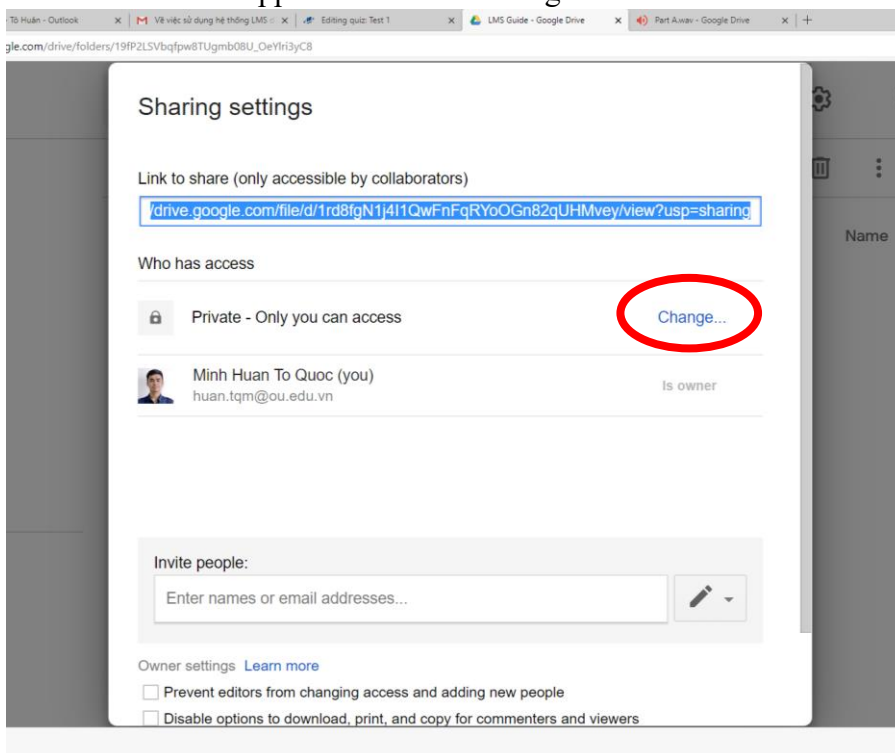 Tô Huấn - Outlook
Về việc sử dụng hệ thống LMS
Editing quiz: Test 1
LMS Guide - Google Drive
Part A.wav - Google Drive
gle.com/drive/folders/19fP2LSVbqfpw8TUgmb08U_OeYlri3yC8
Sharing settings
Link to share (only accessible by collaborators)
/drive.google.com/file/d/1rd8fgN1j4I1QwFnFqRYoOGn82qUHMvey/view?usp=sharing
Name
Who has access
Private - Only you can access
Change...
Minh Huan To Quoc (you)
huan.tqm@ou.edu.vn
Is owner
Invite people:
Enter names or email addresses...
Owner settings Learn more
Prevent editors from changing access and adding new people
Disable options to download, print, and copy for commenters and viewers